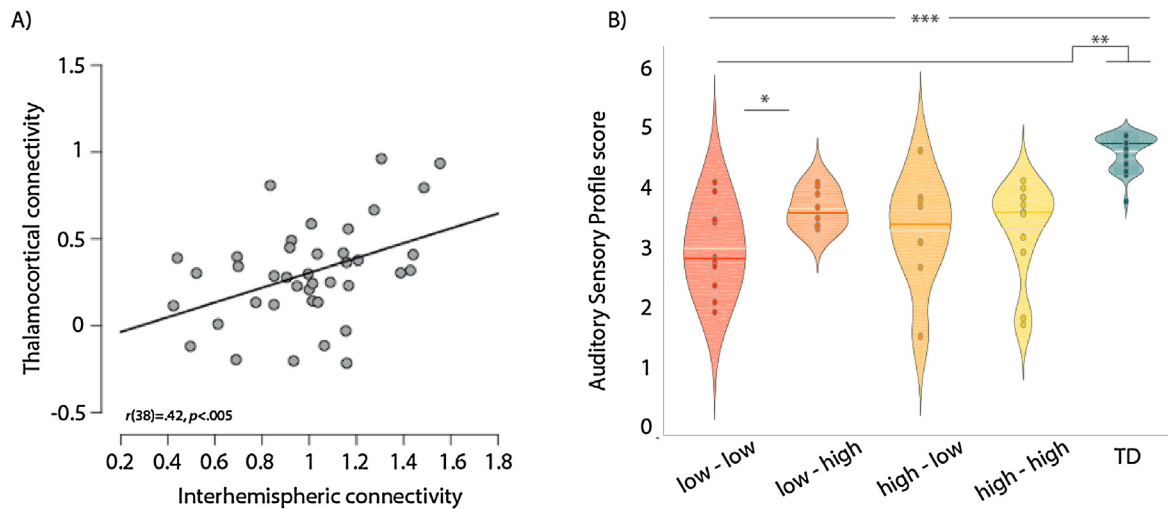 A)
1.5
1
0.5
0
-0.5
Thalamocortical connectivity
r(38)=.42, p<.005
0.2 0.4 0.6 0.8 1 1.2 1.4 1.6 1.8
Interhemispheric connectivity
B)
***
**
*
6
5
4
3
2
1
0
Auditory Sensory Profile score
low - low
low - high
high - low
high - high
TD